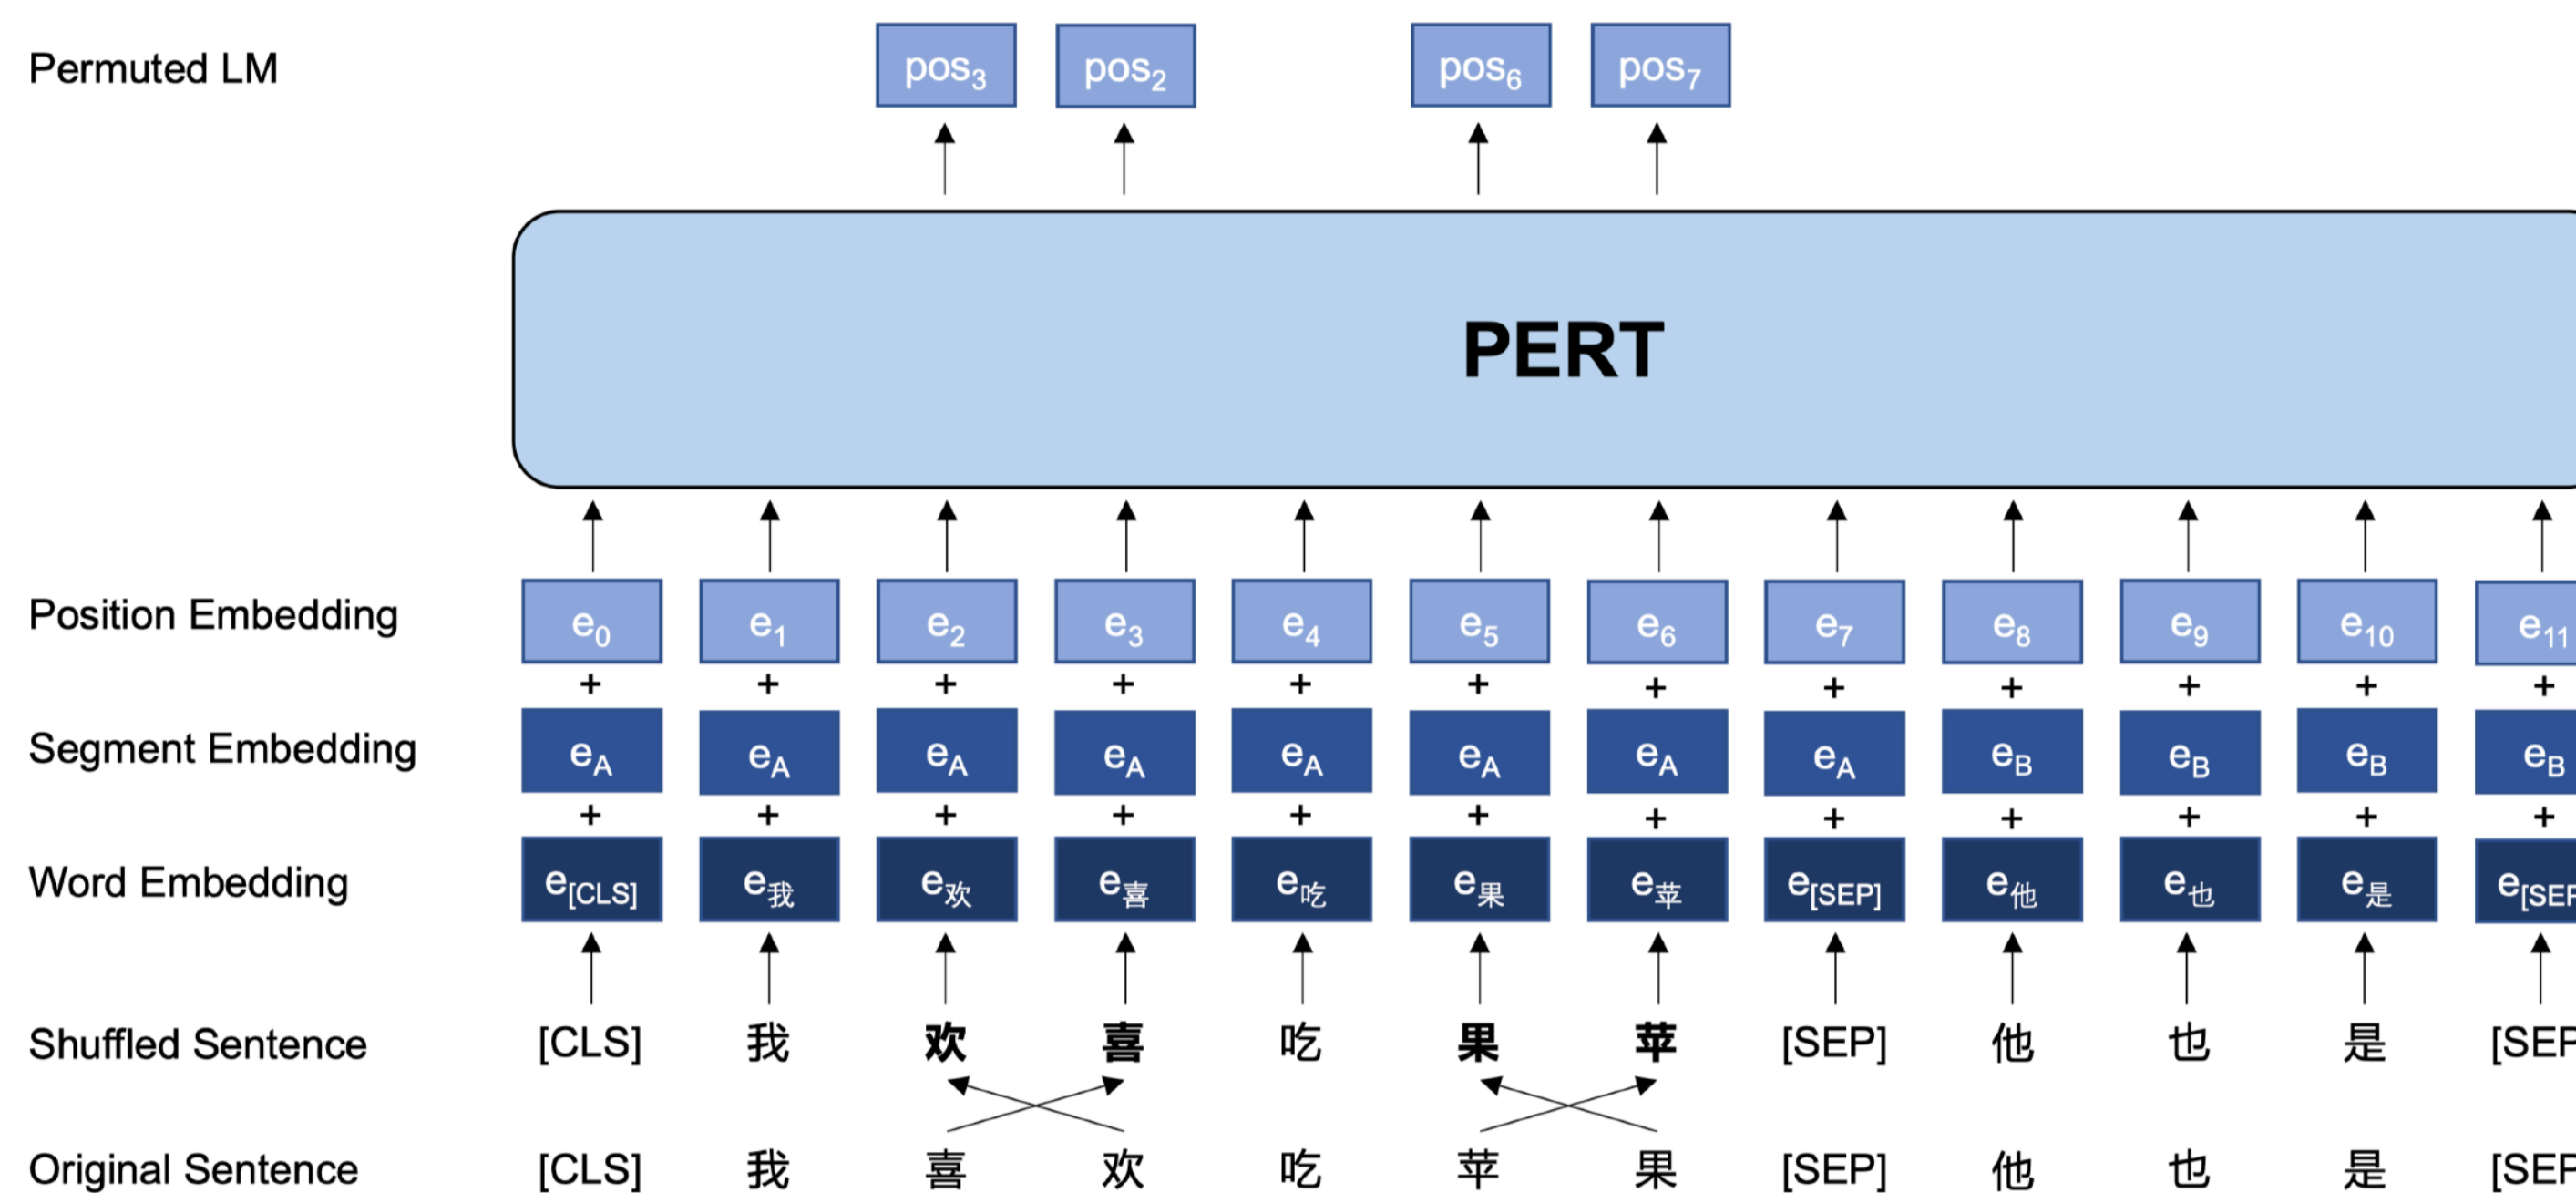 Permuted LM pos3 pos2 pos6 pos7
PERT
Position Embedding e0 e1 e2 e3 e4 e5 e6 e7 e8 e9 e10 e11
+ + + + + + + + + + + +
Segment Embedding eA eA eA eA eA eA eA eA eB eB eB eB
+ + + + + + + + + + + +
Word Embedding e[CLS] e我 e欢 e喜 e吃 e果 e苹 e[SEP] e他 e也 e是 e[SEP
Shuffled Sentence [CLS] 我 欢 喜 吃 果 苹 [SEP] 他 也 是 [SEP
Original Sentence [CLS] 我 喜 欢 吃 苹 果 [SEP] 他 也 是 [SEP